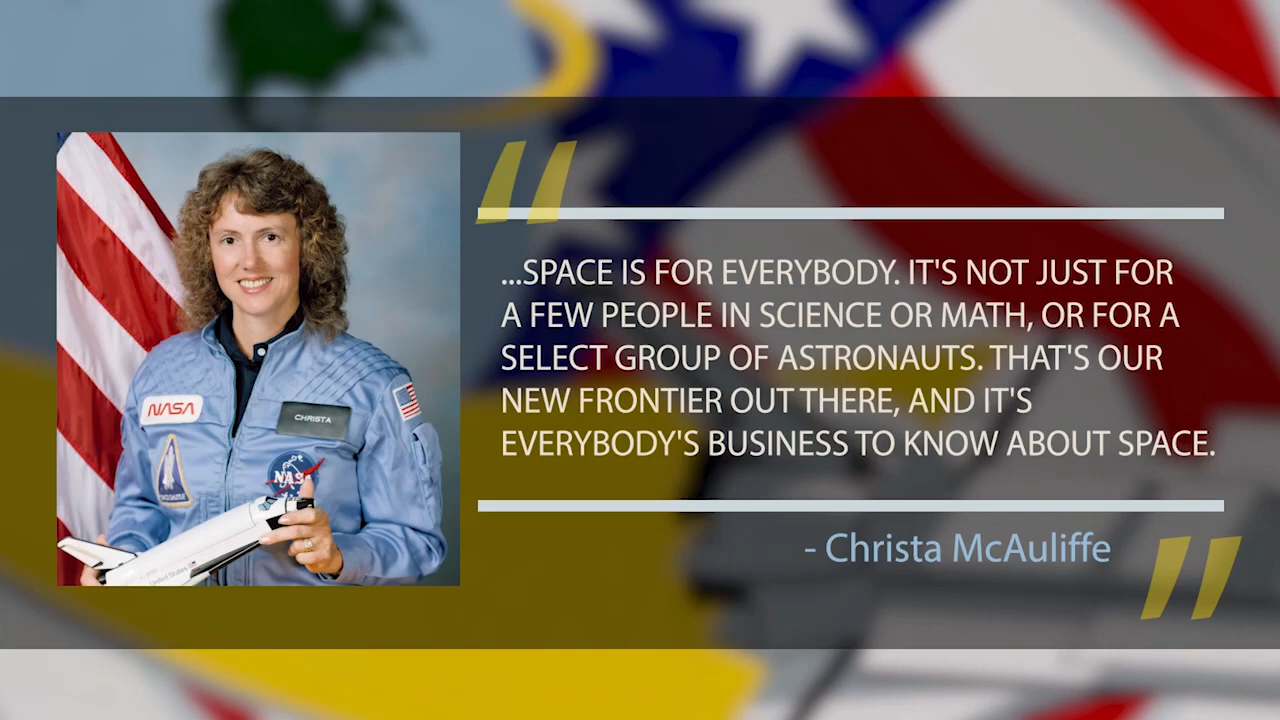 ...SPACE IS FOR EVERYBODY. IT'S NOT JUST FOR
A FEW PEOPLE IN SCIENCE OR MATH, OR FOR A
SELECT GROUP OF ASTRONAUTS. THAT'S OUR
NEW FRONTIER OUT THERE, AND IT'S
EVERYBODY'S BUSINESS TO KNOW ABOUT SPACE.
- Christa McAuliffe
NASA
CHRISTA
NASA
United States